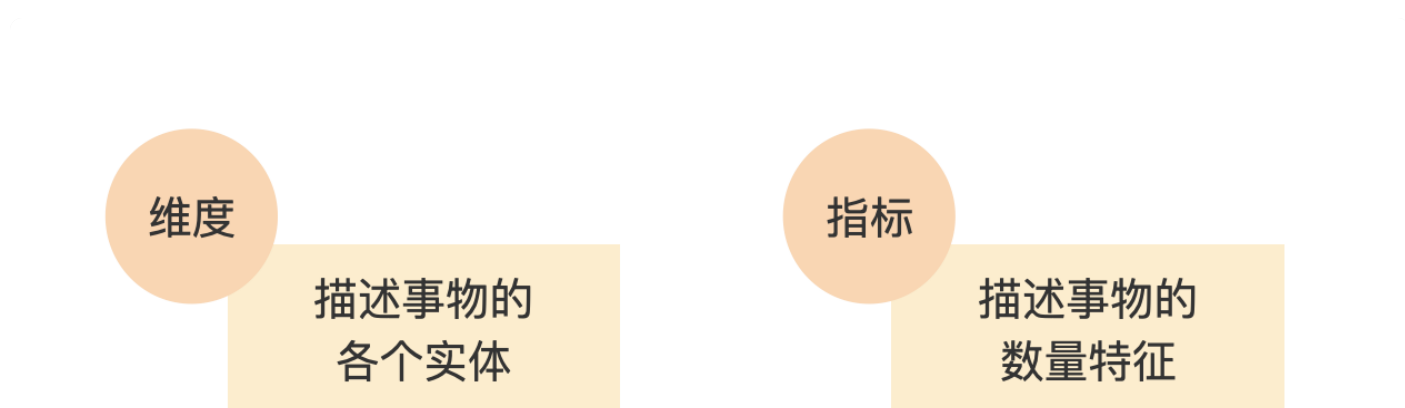 维度
描述事物的
各个实体
指标
描述事物的
数量特征